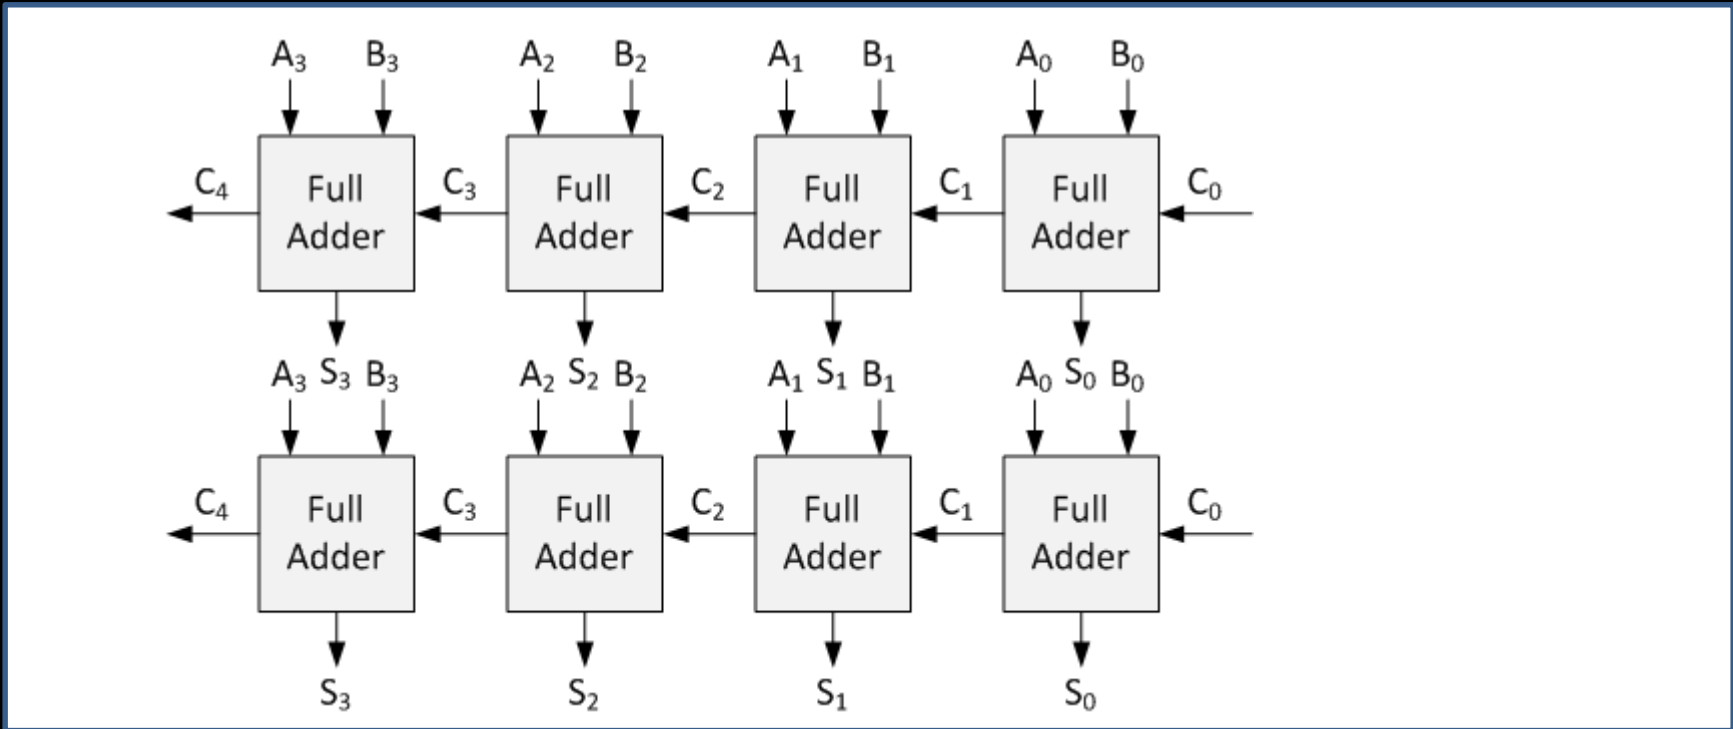 A₃ B₃ A₂ B₂ A₁ B₁ A₀ B₀
C₄ Full Adder C₃ Full Adder C₂ Full Adder C₁ Full Adder C₀
S₃ S₂ S₁ S₀
A₃ B₃ A₂ B₂ A₁ B₁ A₀ B₀
C₄ Full Adder C₃ Full Adder C₂ Full Adder C₁ Full Adder C₀
S₃ S₂ S₁ S₀